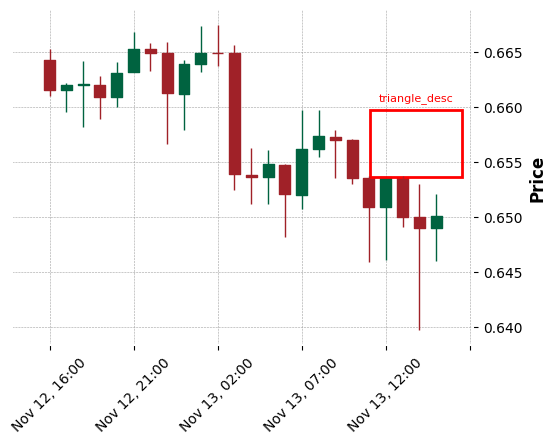 triangle_desc
0.665
0.660
0.655
0.650
0.645
0.640
Price
Nov 12, 16:00
Nov 12, 21:00
Nov 13, 02:00
Nov 13, 07:00
Nov 13, 12:00